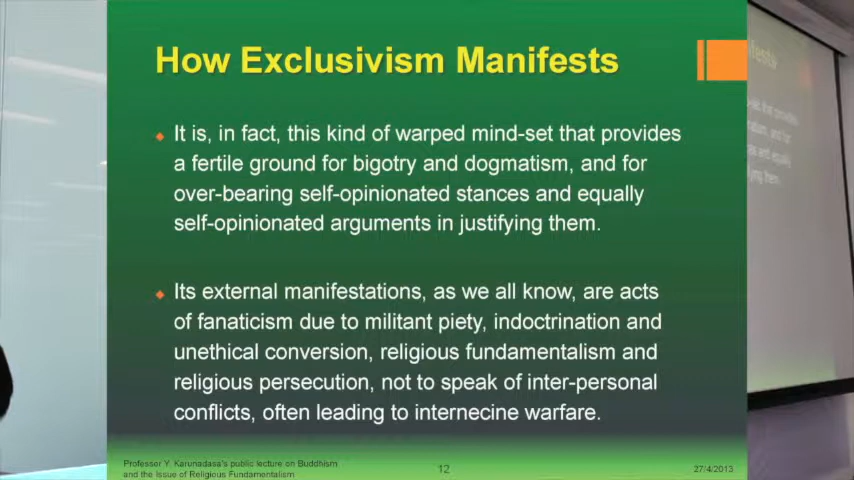 How Exclusivism Manifests
It is, in fact, this kind of warped mind-set that provides
a fertile ground for bigotry and dogmatism, and for
over-bearing self-opinionated stances and equally
self-opinionated arguments in justifying them.
Its external manifestations, as we all know, are acts
of fanaticism due to militant piety, indoctrination and
unethical conversion, religious fundamentalism and
religious persecution, not to speak of inter-personal
conflicts, often leading to internecine warfare.
Professor Y. Karunadasa's public lecture on Buddhism
and the Issue of Religious Fundamentalism
12
27/4/2013